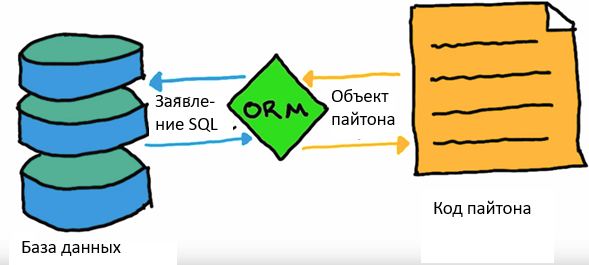 Заявле-
ние SQL
ORM
Объект
пайтона
Код пайтона
База данных